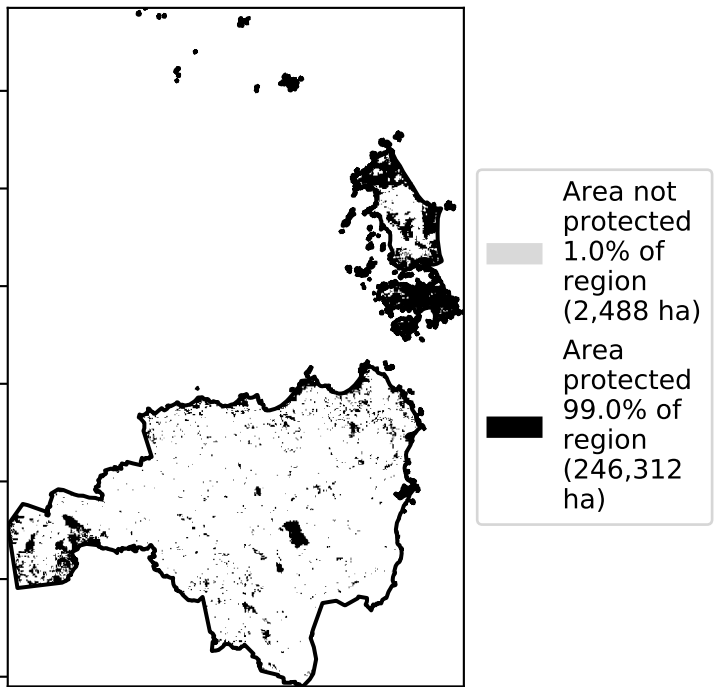 Area not
protected
1.0% of
region
(2,488 ha)
Area
protected
99.0% of
region
(246,312
ha)